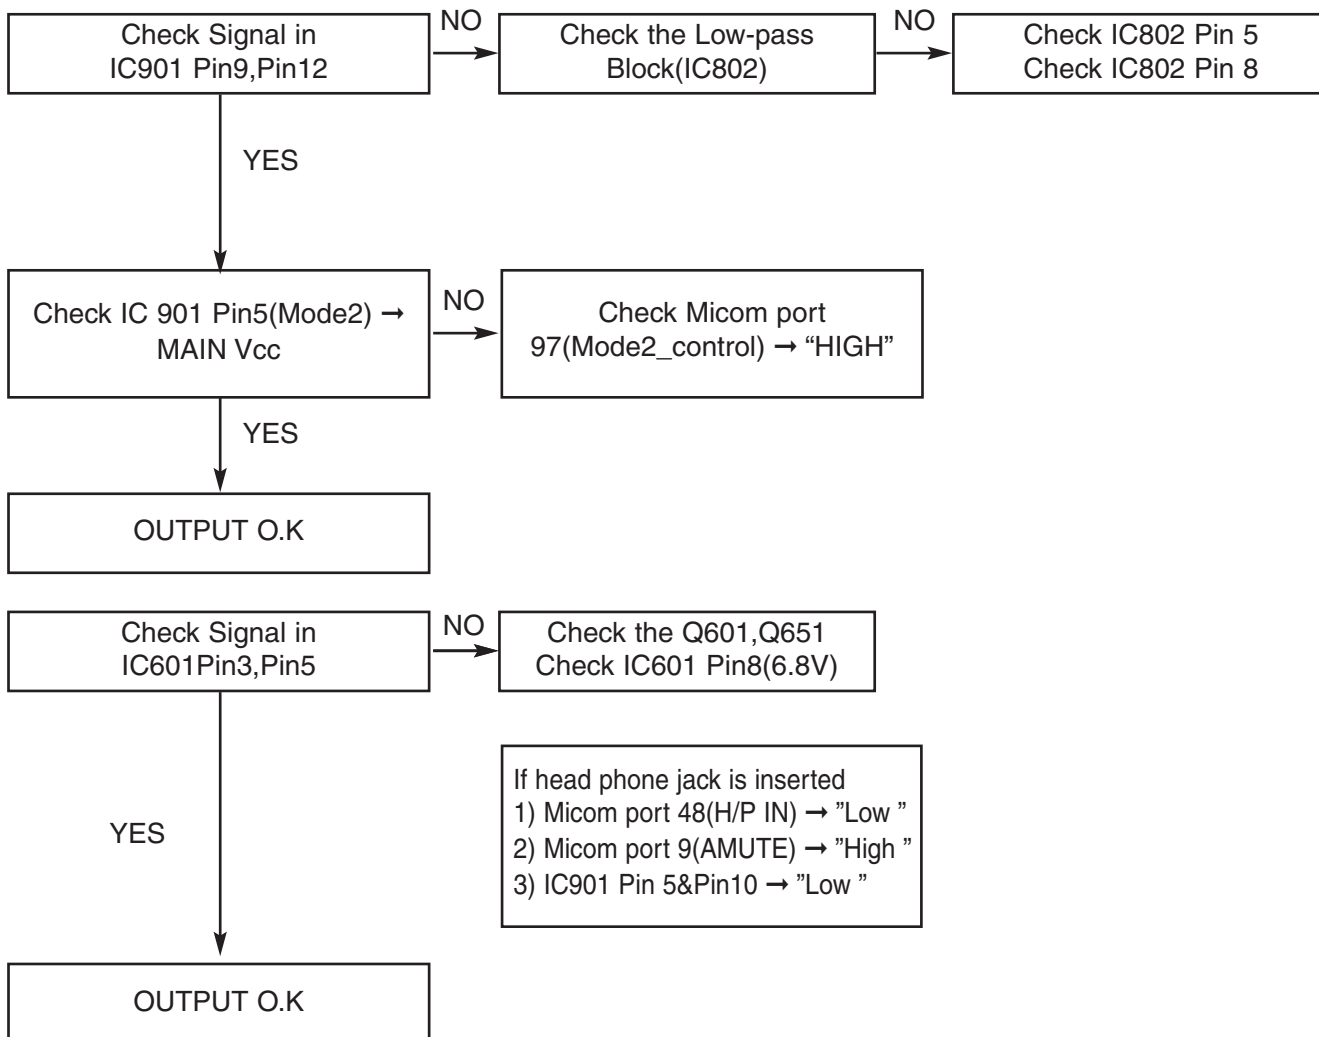 Check Signal in
IC901 Pin9,Pin12
NO
Check the Low-pass
Block(IC802)
NO
Check IC802 Pin 5
Check IC802 Pin 8
YES
Check IC 901 Pin5(Mode2) →
MAIN Vcc
NO
Check Micom port
97(Mode2_control) → “HIGH”
YES
OUTPUT O.K
Check Signal in
IC601Pin3,Pin5
NO
Check the Q601,Q651
Check IC601 Pin8(6.8V)
If head phone jack is inserted
1) Micom port 48(H/P IN) → ”Low ”
2) Micom port 9(AMUTE) → ”High ”
3) IC901 Pin 5&Pin10 → ”Low ”
YES
OUTPUT O.K